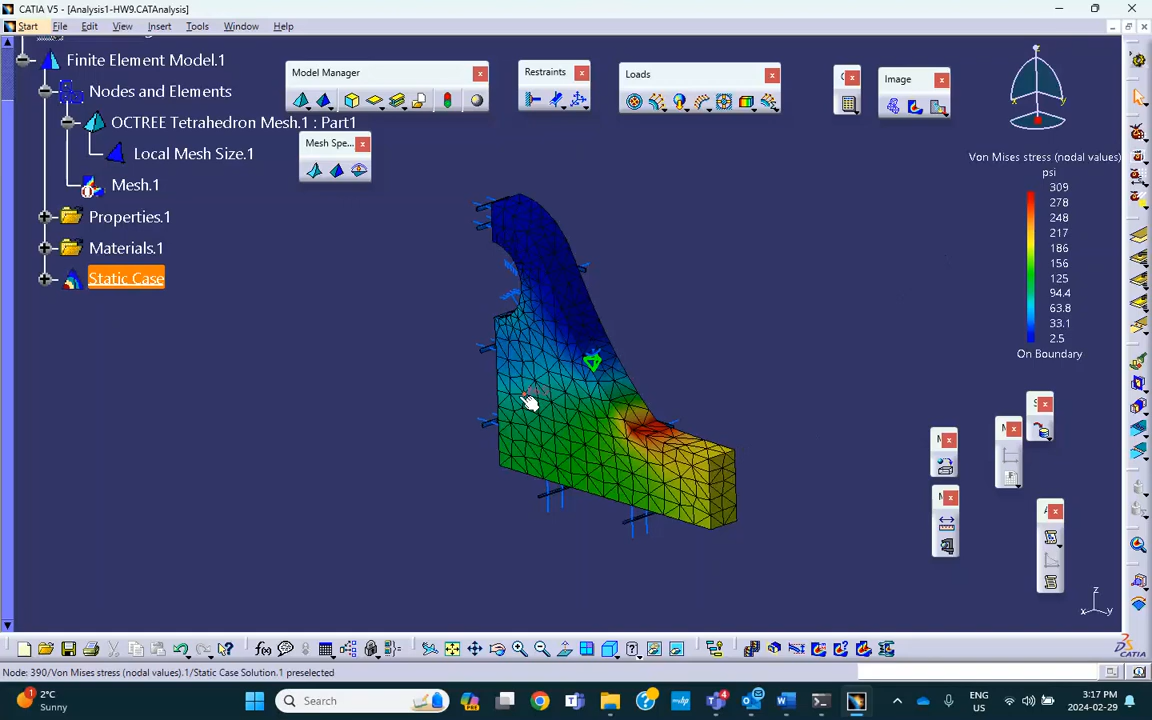 CATIA V5 - [Analysis1-HW9.CATAnalysis]
Start File Edit View Insert Tools Window Help
Finite Element Model.1
Nodes and Elements
OCTREE Tetrahedron Mesh.1 : Part1
Local Mesh Size.1
Mesh.1
Properties.1
Materials.1
Static Case
Model Manager
Restraints
Loads
Image
Mesh Spe...
Von Mises stress (nodal values)
psi
309
278
248
217
186
156
125
94.4
63.8
33.1
2.5
On Boundary
z
x y
CATIA
Node: 390/Von Mises stress (nodal values).1/Static Case Solution.1 preselected
2°C
Sunny
Search
ENG
US
3:17 PM
2024-02-29